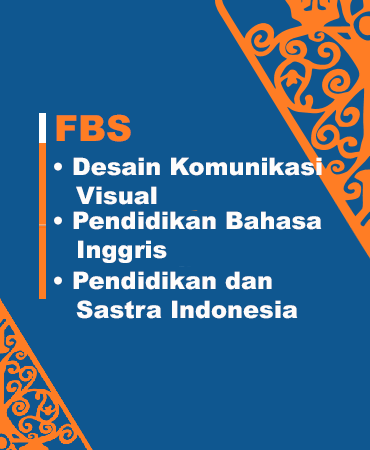 FBS
• Desain Komunikasi
Visual
• Pendidikan Bahasa
Inggris
• Pendidikan dan
Sastra Indonesia